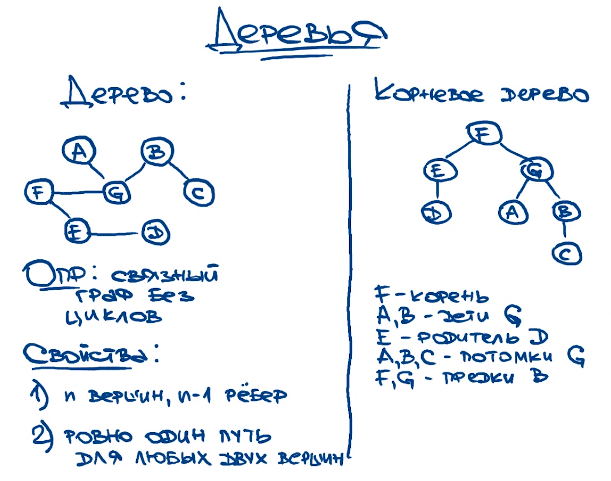 Деревья
Дерево:
A
B
F
G
C
E
D
Опр: связный
граф без
циклов
Свойства:
1) n вершин, n-1 рёбер
2) ровно один путь
для любых двух вершин
Корневое дерево
F
E
G
D
A
B
C
F - корень
A,B - дети G
E - родитель D
A,B,C - потомки G
F,G - предки B